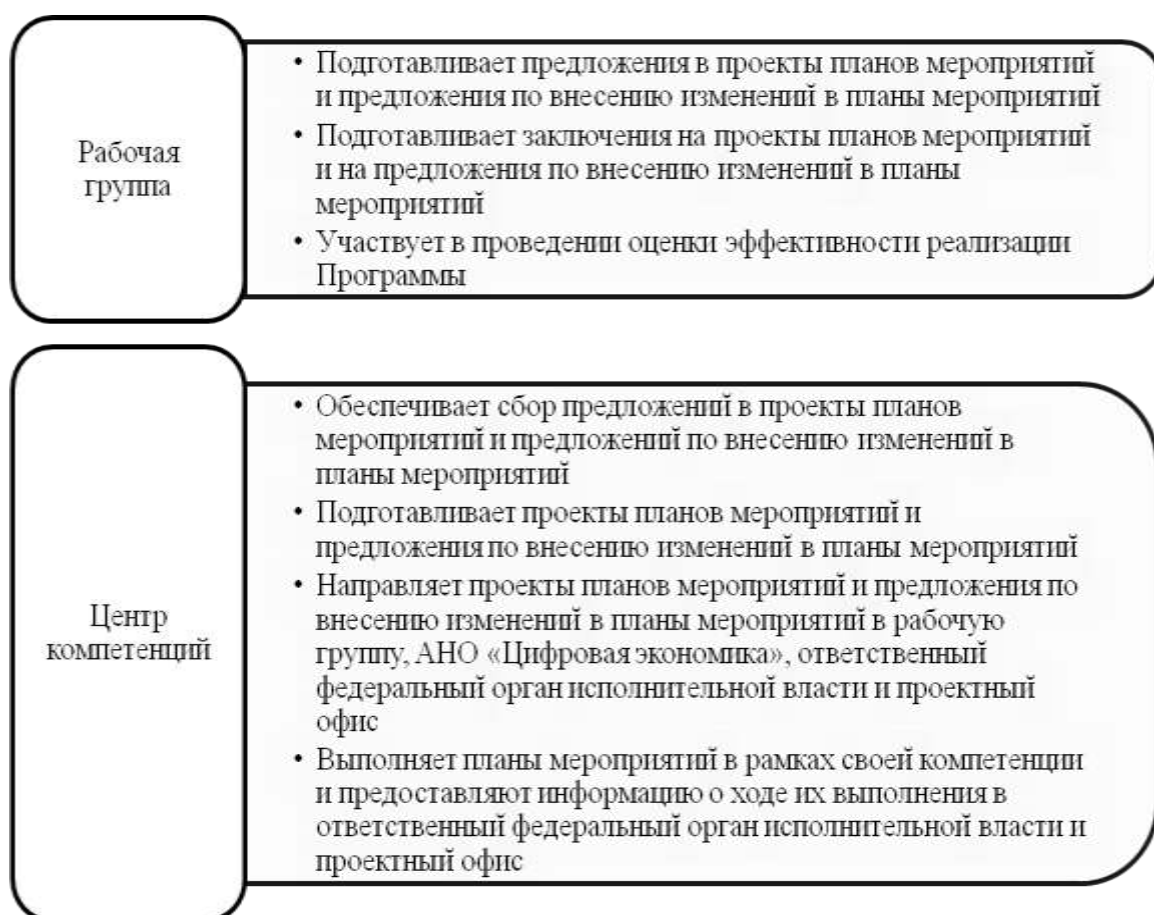 Рабочая
группа
• Подготавливает предложения в проекты планов мероприятий
и предложения по внесению изменений в планы мероприятий
• Подготавливает заключения на проекты планов мероприятий
и на предложения по внесению изменений в планы
мероприятий
• Участвует в проведении оценки эффективности реализации
Программы
Центр
компетенций
• Обеспечивает сбор предложений в проекты планов
мероприятий и предложений по внесению изменений в
планы мероприятий
• Подготавливает проекты планов мероприятий и
предложения по внесению изменений в планы мероприятий
• Направляет проекты планов мероприятий и предложения по
внесению изменений в планы мероприятий в рабочую
группу, АНО «Цифровая экономика», ответственный
федеральный орган исполнительной власти и проектный
офис
• Выполняет планы мероприятий в рамках своей компетенции
и предоставляют информацию о ходе их выполнения в
ответственный федеральный орган исполнительной власти и
проектный офис